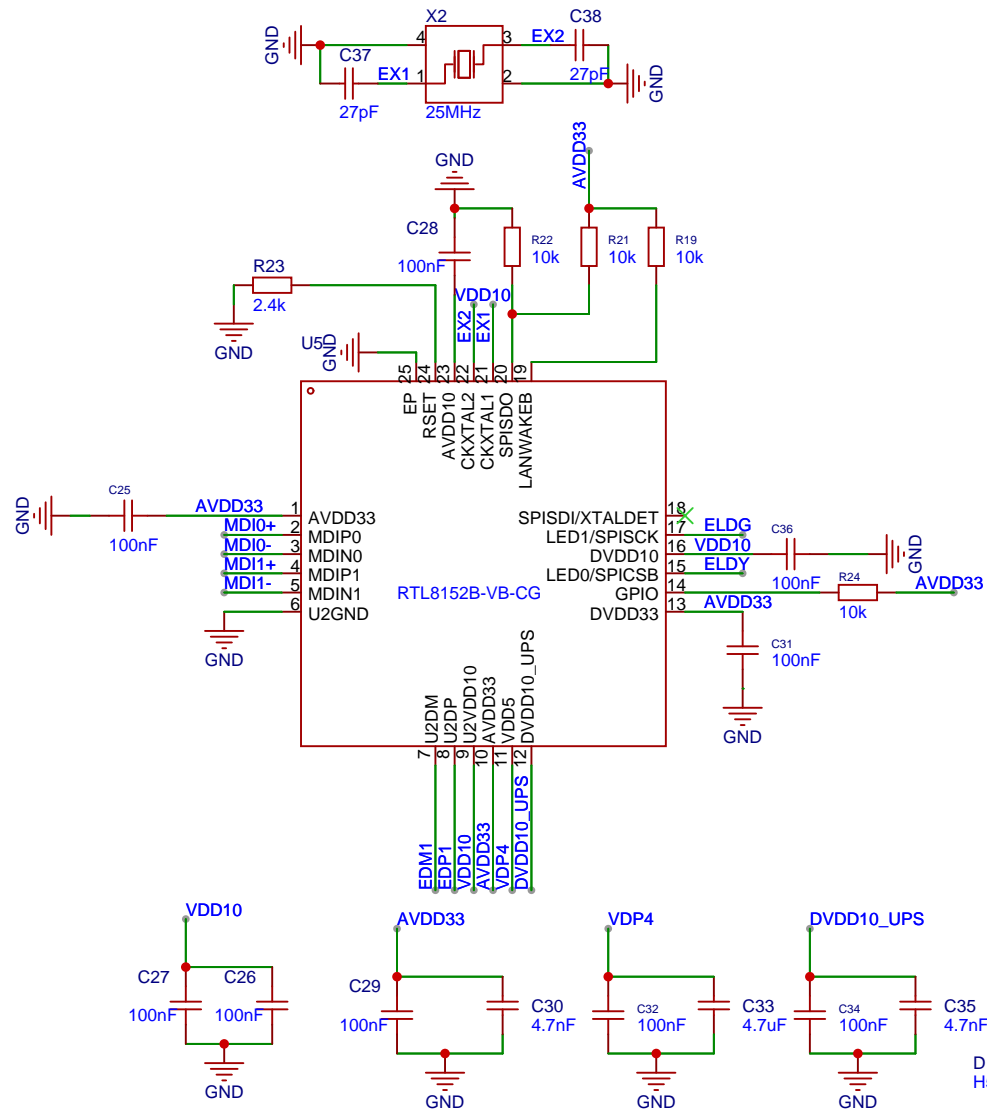 X2
C38
GND
4
3
EX2
C37
EX1
1
2
27pF
GND
27pF
25MHz
AVDD33
GND
C28
100nF
R22
10k
R21
10k
R19
10k
R23
2.4k
VDD10
EX2
EX1
GND
U5
GND
25
24
23
22
21
20
19
EP
RSET
AVDD10
CKXTAL2
CKXTAL1
SPISDO
LANWAKEB
C25
GND
100nF
AVDD33
1
AVDD33
MDI0+
2
MDIP0
MDI0-
3
MDIN0
MDI1+
4
MDIP1
MDI1-
5
MDIN1
6
U2GND
GND
RTL8152B-VB-CG
SPISDI/XTALDET
18
LED1/SPISCK
17
ELDG
DVDD10
16
VDD10
C36
100nF
GND
LED0/SPICSB
15
ELDY
GPIO
14
R24
10k
AVDD33
DVDD33
13
AVDD33
C31
100nF
GND
U2DM
U2DP
U2VDD10
AVDD33
VDD5
DVDD10_UPS
7
8
9
10
11
12
EDM1
EDP1
VDD10
AVDD33
VDP4
DVDD10_UPS
VDD10
C27
C26
100nF
100nF
GND
AVDD33
C29
100nF
C30
4.7nF
GND
VDP4
C32
100nF
C33
4.7uF
GND
DVDD10_UPS
C34
100nF
C35
4.7nF
GND